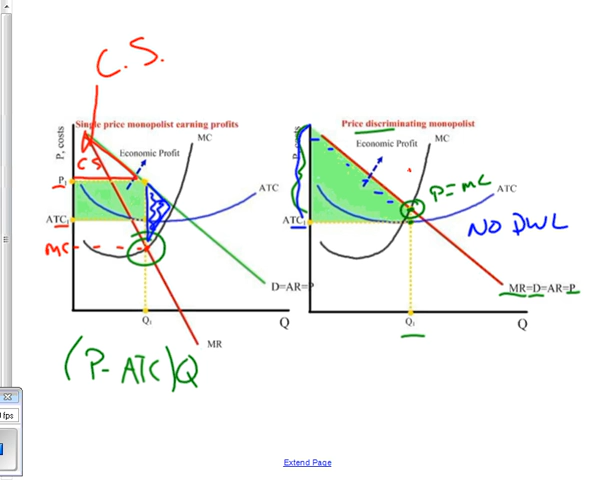 C.S.
Single price monopolist earning profits
P, costs
MC
Economic Profit
CS
P1
ATC
ATC1
MC
D=AR=P
Q1
Q
MR
(P-ATC)Q
Price discriminating monopolist
MC
Economic Profit
P=MC
ATC
ATC1
NO DWL
MR=D=AR=P
Q1
Q
fps
Extend Page